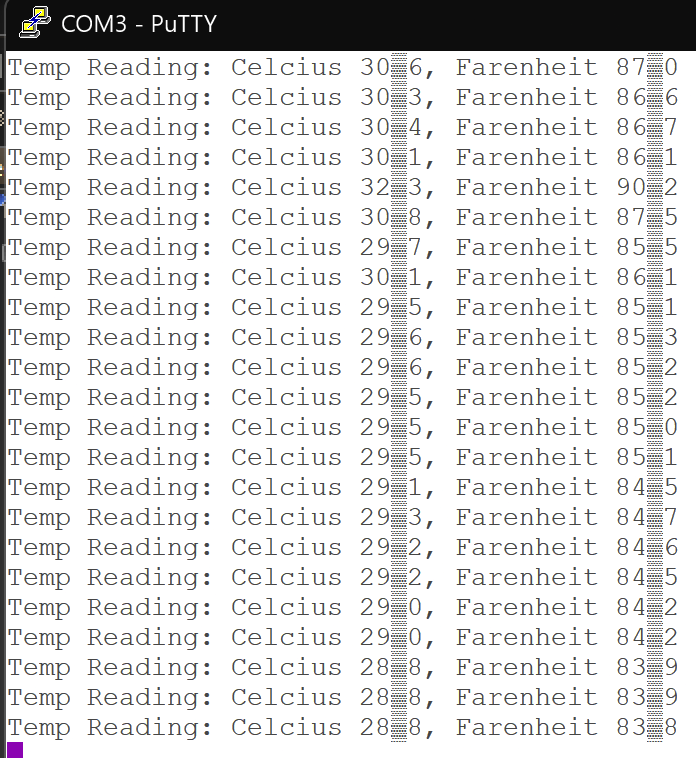 COM3 - PuTTY
Temp Reading: Celcius 30▒6, Farenheit 87▒0
Temp Reading: Celcius 30▒3, Farenheit 86▒6
Temp Reading: Celcius 30▒4, Farenheit 86▒7
Temp Reading: Celcius 30▒1, Farenheit 86▒1
Temp Reading: Celcius 32▒3, Farenheit 90▒2
Temp Reading: Celcius 30▒8, Farenheit 87▒5
Temp Reading: Celcius 29▒7, Farenheit 85▒5
Temp Reading: Celcius 30▒1, Farenheit 86▒1
Temp Reading: Celcius 29▒5, Farenheit 85▒1
Temp Reading: Celcius 29▒6, Farenheit 85▒3
Temp Reading: Celcius 29▒6, Farenheit 85▒2
Temp Reading: Celcius 29▒5, Farenheit 85▒2
Temp Reading: Celcius 29▒5, Farenheit 85▒0
Temp Reading: Celcius 29▒5, Farenheit 85▒1
Temp Reading: Celcius 29▒1, Farenheit 84▒5
Temp Reading: Celcius 29▒3, Farenheit 84▒7
Temp Reading: Celcius 29▒2, Farenheit 84▒6
Temp Reading: Celcius 29▒2, Farenheit 84▒5
Temp Reading: Celcius 29▒0, Farenheit 84▒2
Temp Reading: Celcius 29▒0, Farenheit 84▒2
Temp Reading: Celcius 28▒8, Farenheit 83▒9
Temp Reading: Celcius 28▒8, Farenheit 83▒9
Temp Reading: Celcius 28▒8, Farenheit 83▒8